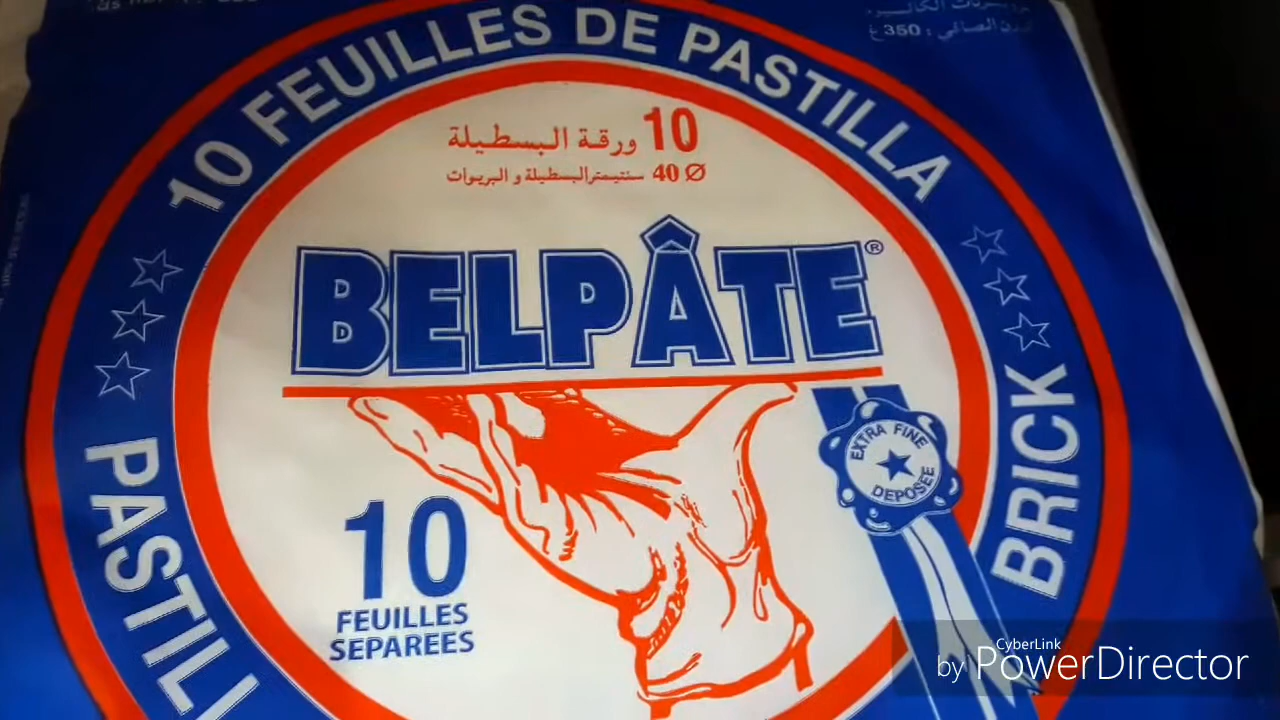 350 غ
10 FEUILLES DE PASTILLA
10 ورقة البسطيلة
Ø 40 سنتيمتر البسطيلة و البريوات
BELPÂTE®
PASTILL
BRICK
EXTRA FINE
DEPOSEE
10
FEUILLES
SEPAREES
by CyberLink
PowerDirector